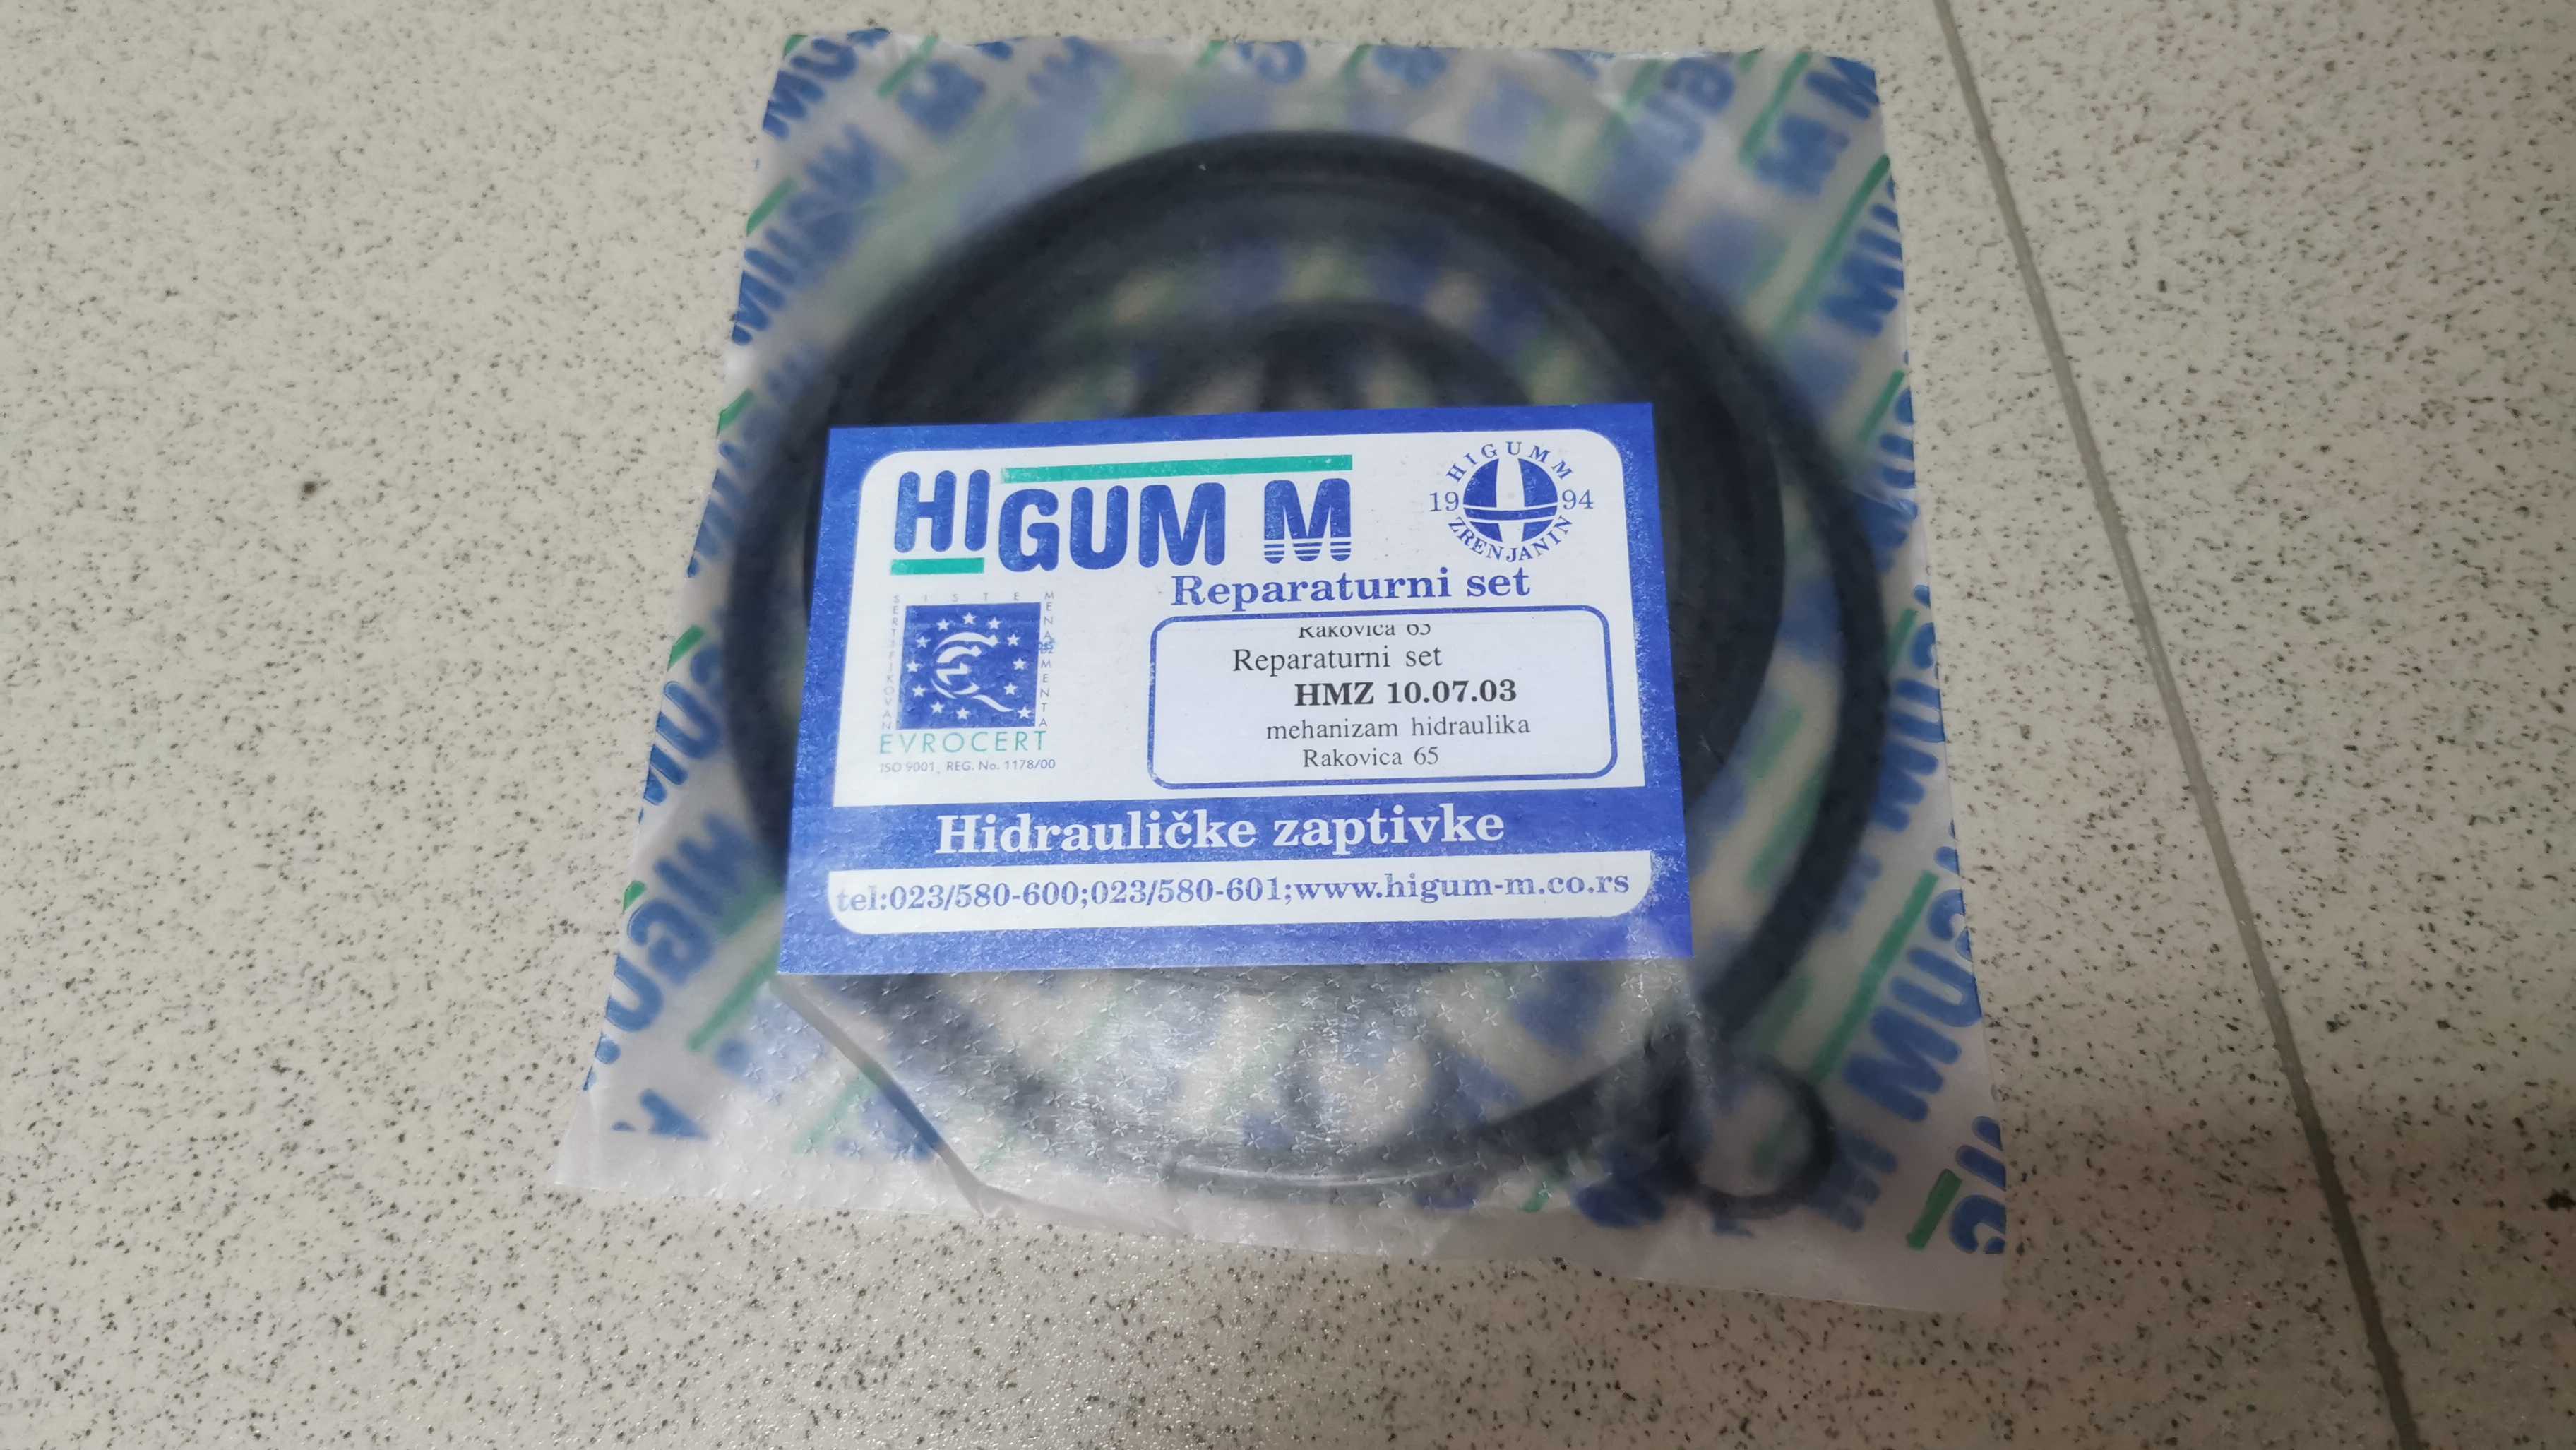 HIGUM M
HIGUM M
19 94
ZRENJANIN
Reparaturni set
SISTEM MENADŽMENTA
SERTIFIKOVAN
EVROCERT
ISO 9001, REG. No. 1178/00
Rakovica 65
Reparaturni set
HMZ 10.07.03
mehanizam hidraulika
Rakovica 65
Hidrauličke zaptivke
tel:023/580-600;023/580-601;www.higum-m.co.rs